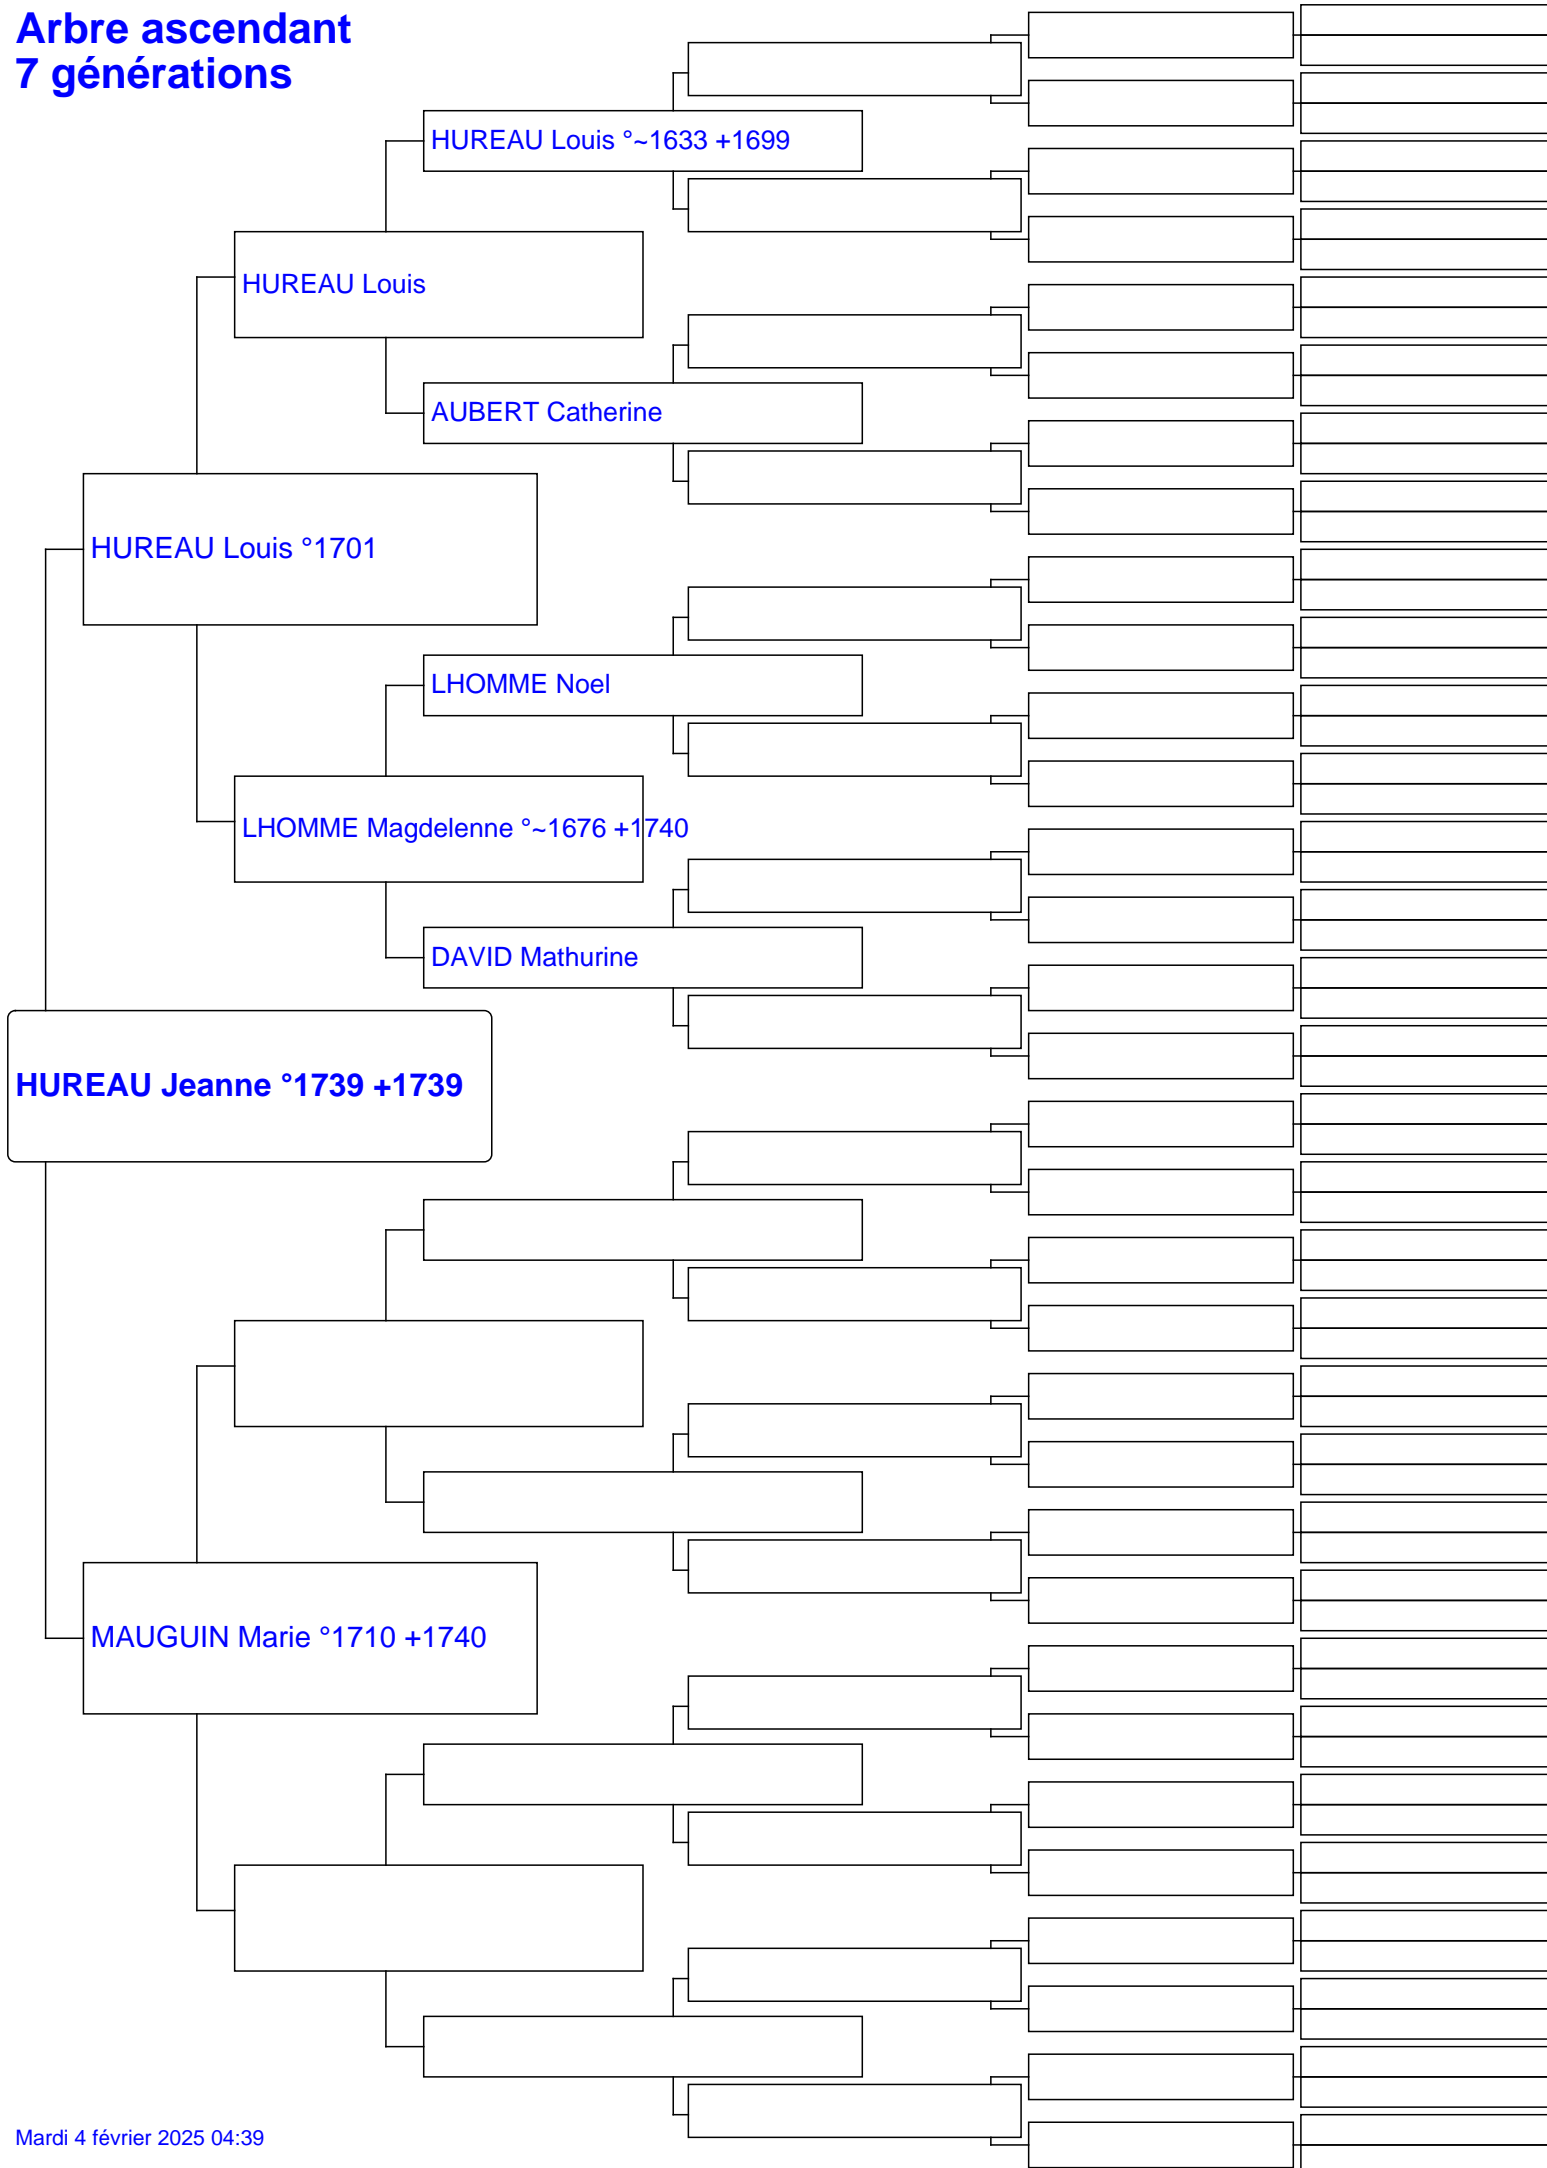 Arbre ascendant
7 générations
HUREAU Louis °~1633 +1699
HUREAU Louis
AUBERT Catherine
HUREAU Louis °1701
LHOMME Noel
LHOMME Magdelenne °~1676 +1740
DAVID Mathurine
HUREAU Jeanne °1739 +1739
MAUGUIN Marie °1710 +1740
Mardi 4 février 2025 04:39